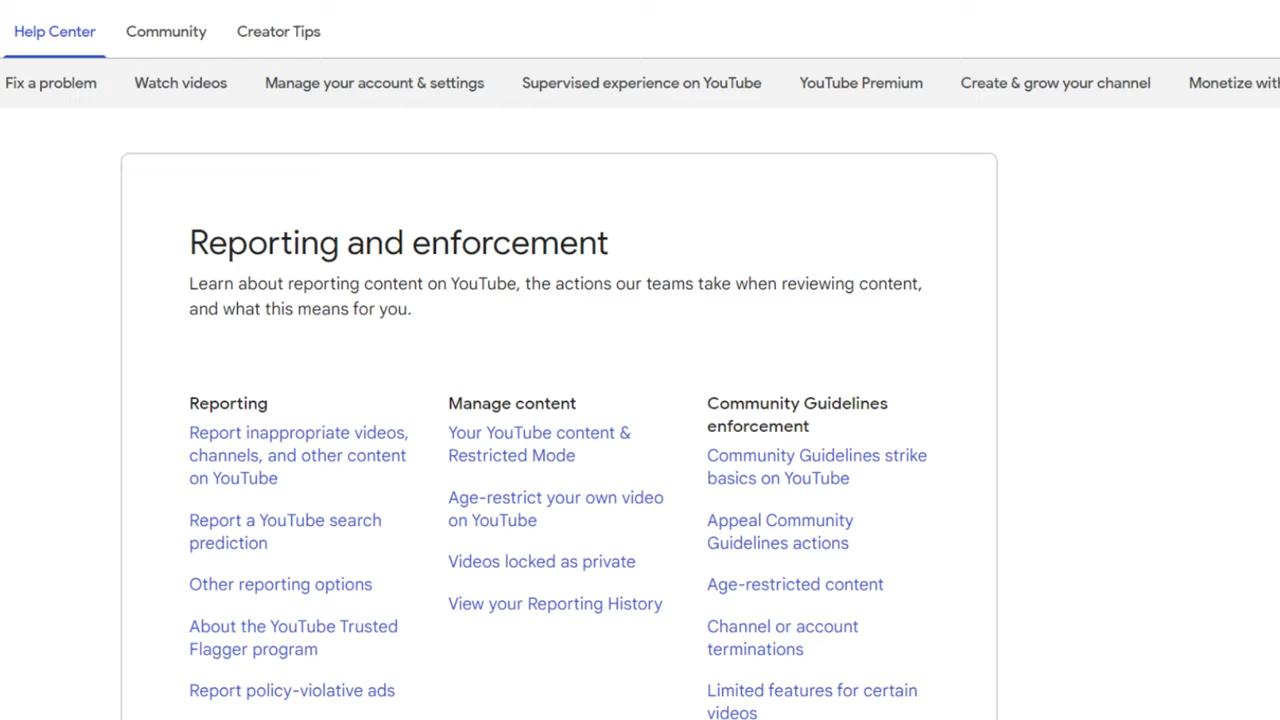 Help Center Community Creator Tips
Fix a problem Watch videos Manage your account & settings Supervised experience on YouTube YouTube Premium Create & grow your channel Monetize with
Reporting and enforcement
Learn about reporting content on YouTube, the actions our teams take when reviewing content,
and what this means for you.
Reporting
Report inappropriate videos,
channels, and other content
on YouTube
Report a YouTube search
prediction
Other reporting options
About the YouTube Trusted
Flagger program
Report policy-violative ads
Manage content
Your YouTube content &
Restricted Mode
Age-restrict your own video
on YouTube
Videos locked as private
View your Reporting History
Community Guidelines
enforcement
Community Guidelines strike
basics on YouTube
Appeal Community
Guidelines actions
Age-restricted content
Channel or account
terminations
Limited features for certain
videos